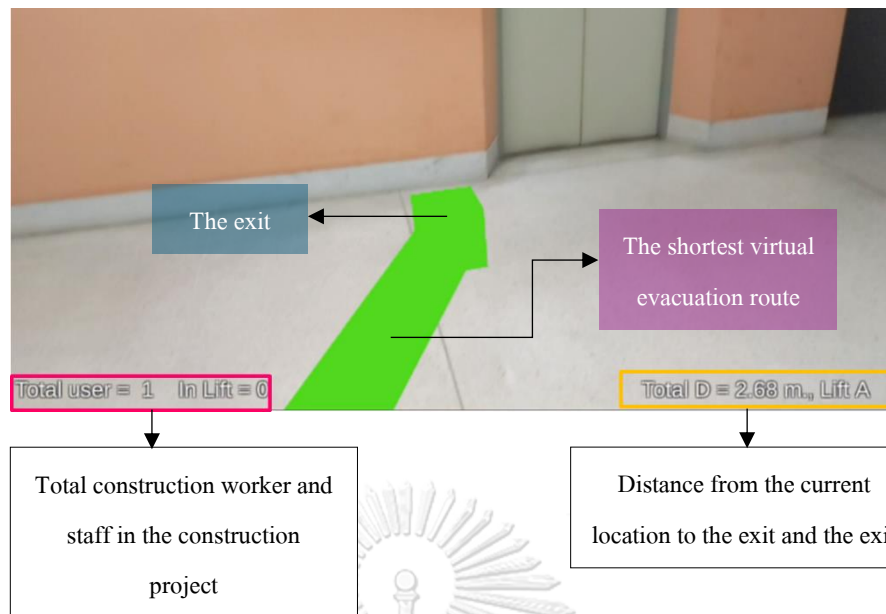 The exit
The shortest virtual
evacuation route
Total user = 1 In Lift = 0
Total D = 2.68 m., Lift A
Total construction worker and
staff in the construction
project
Distance from the current
location to the exit and the exi